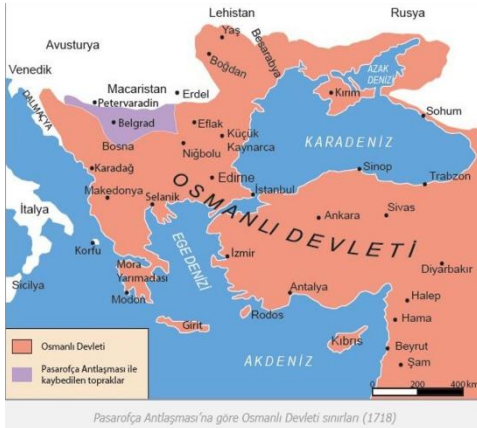 Lehistan
Rusya
Avusturya
Yaş
Besarabya
Boğdan
Venedik
Macaristan
Erdel
AZAK
DENİZİ
Petervaradin
Kırım
DALMAÇYA
Belgrad
Eflak
Sohum
Bosna
Küçük
Kaynarca
KARADENİZ
Niğbolu
Karadağ
Edirne
Sinop
Makedonya
Selanik
İstanbul
Trabzon
OSMANLI DEVLETİ
İtalya
Ankara
Sivas
Korfu
EGE DENİZİ
İzmir
Diyarbakır
Mora
Yarımadası
Sicilya
Modon
Antalya
Halep
Rodos
Hama
Girit
Kıbrıs
Beyrut
AKDENİZ
Şam
Osmanlı Devleti
Pasarofça Antlaşması ile
kaybedilen topraklar
0 200 400 km
Pasarofça Antlaşması'na göre Osmanlı Devleti sınırları (1718)